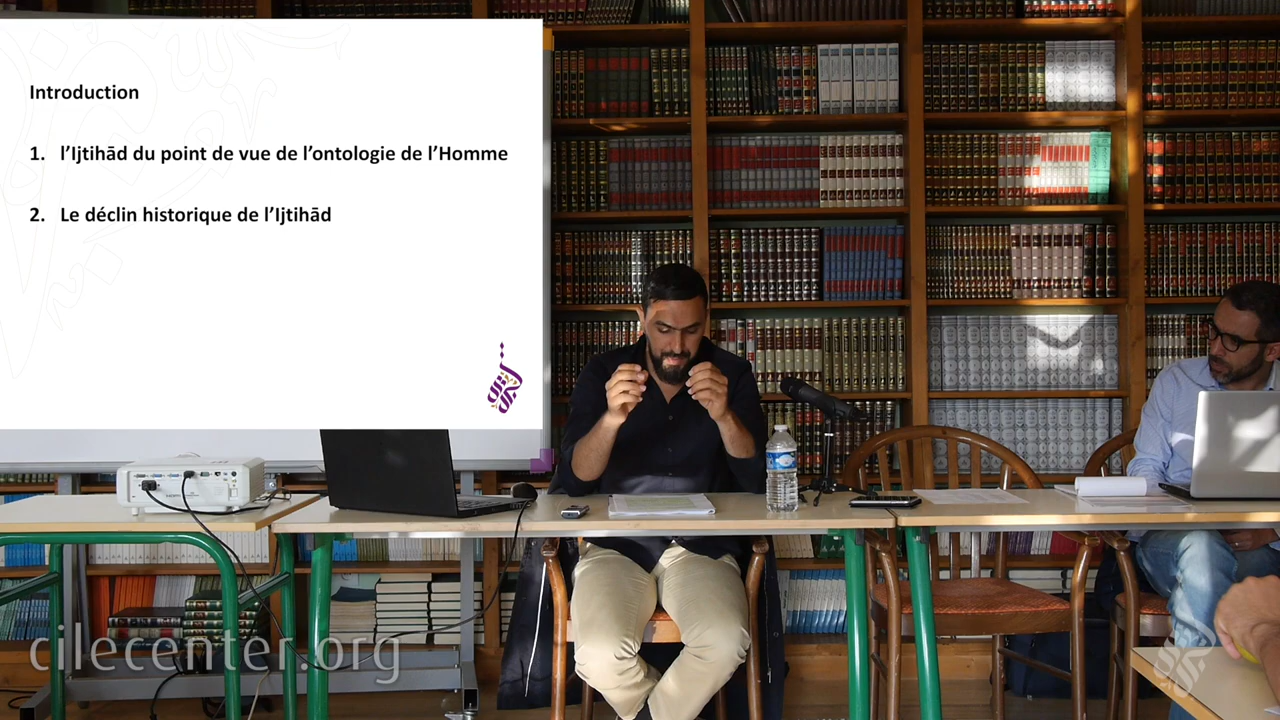 Introduction
1. l’Ijtihād du point de vue de l’ontologie de l’Homme
2. Le déclin historique de l’Ijtihād
cilecenter.org